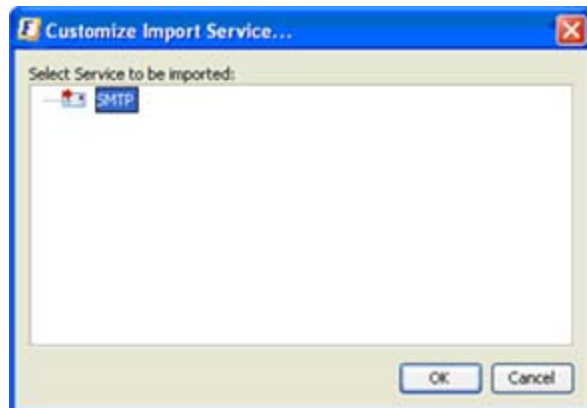 Customize Import Service...
Select Service to be imported:
SMTP
OK
Cancel